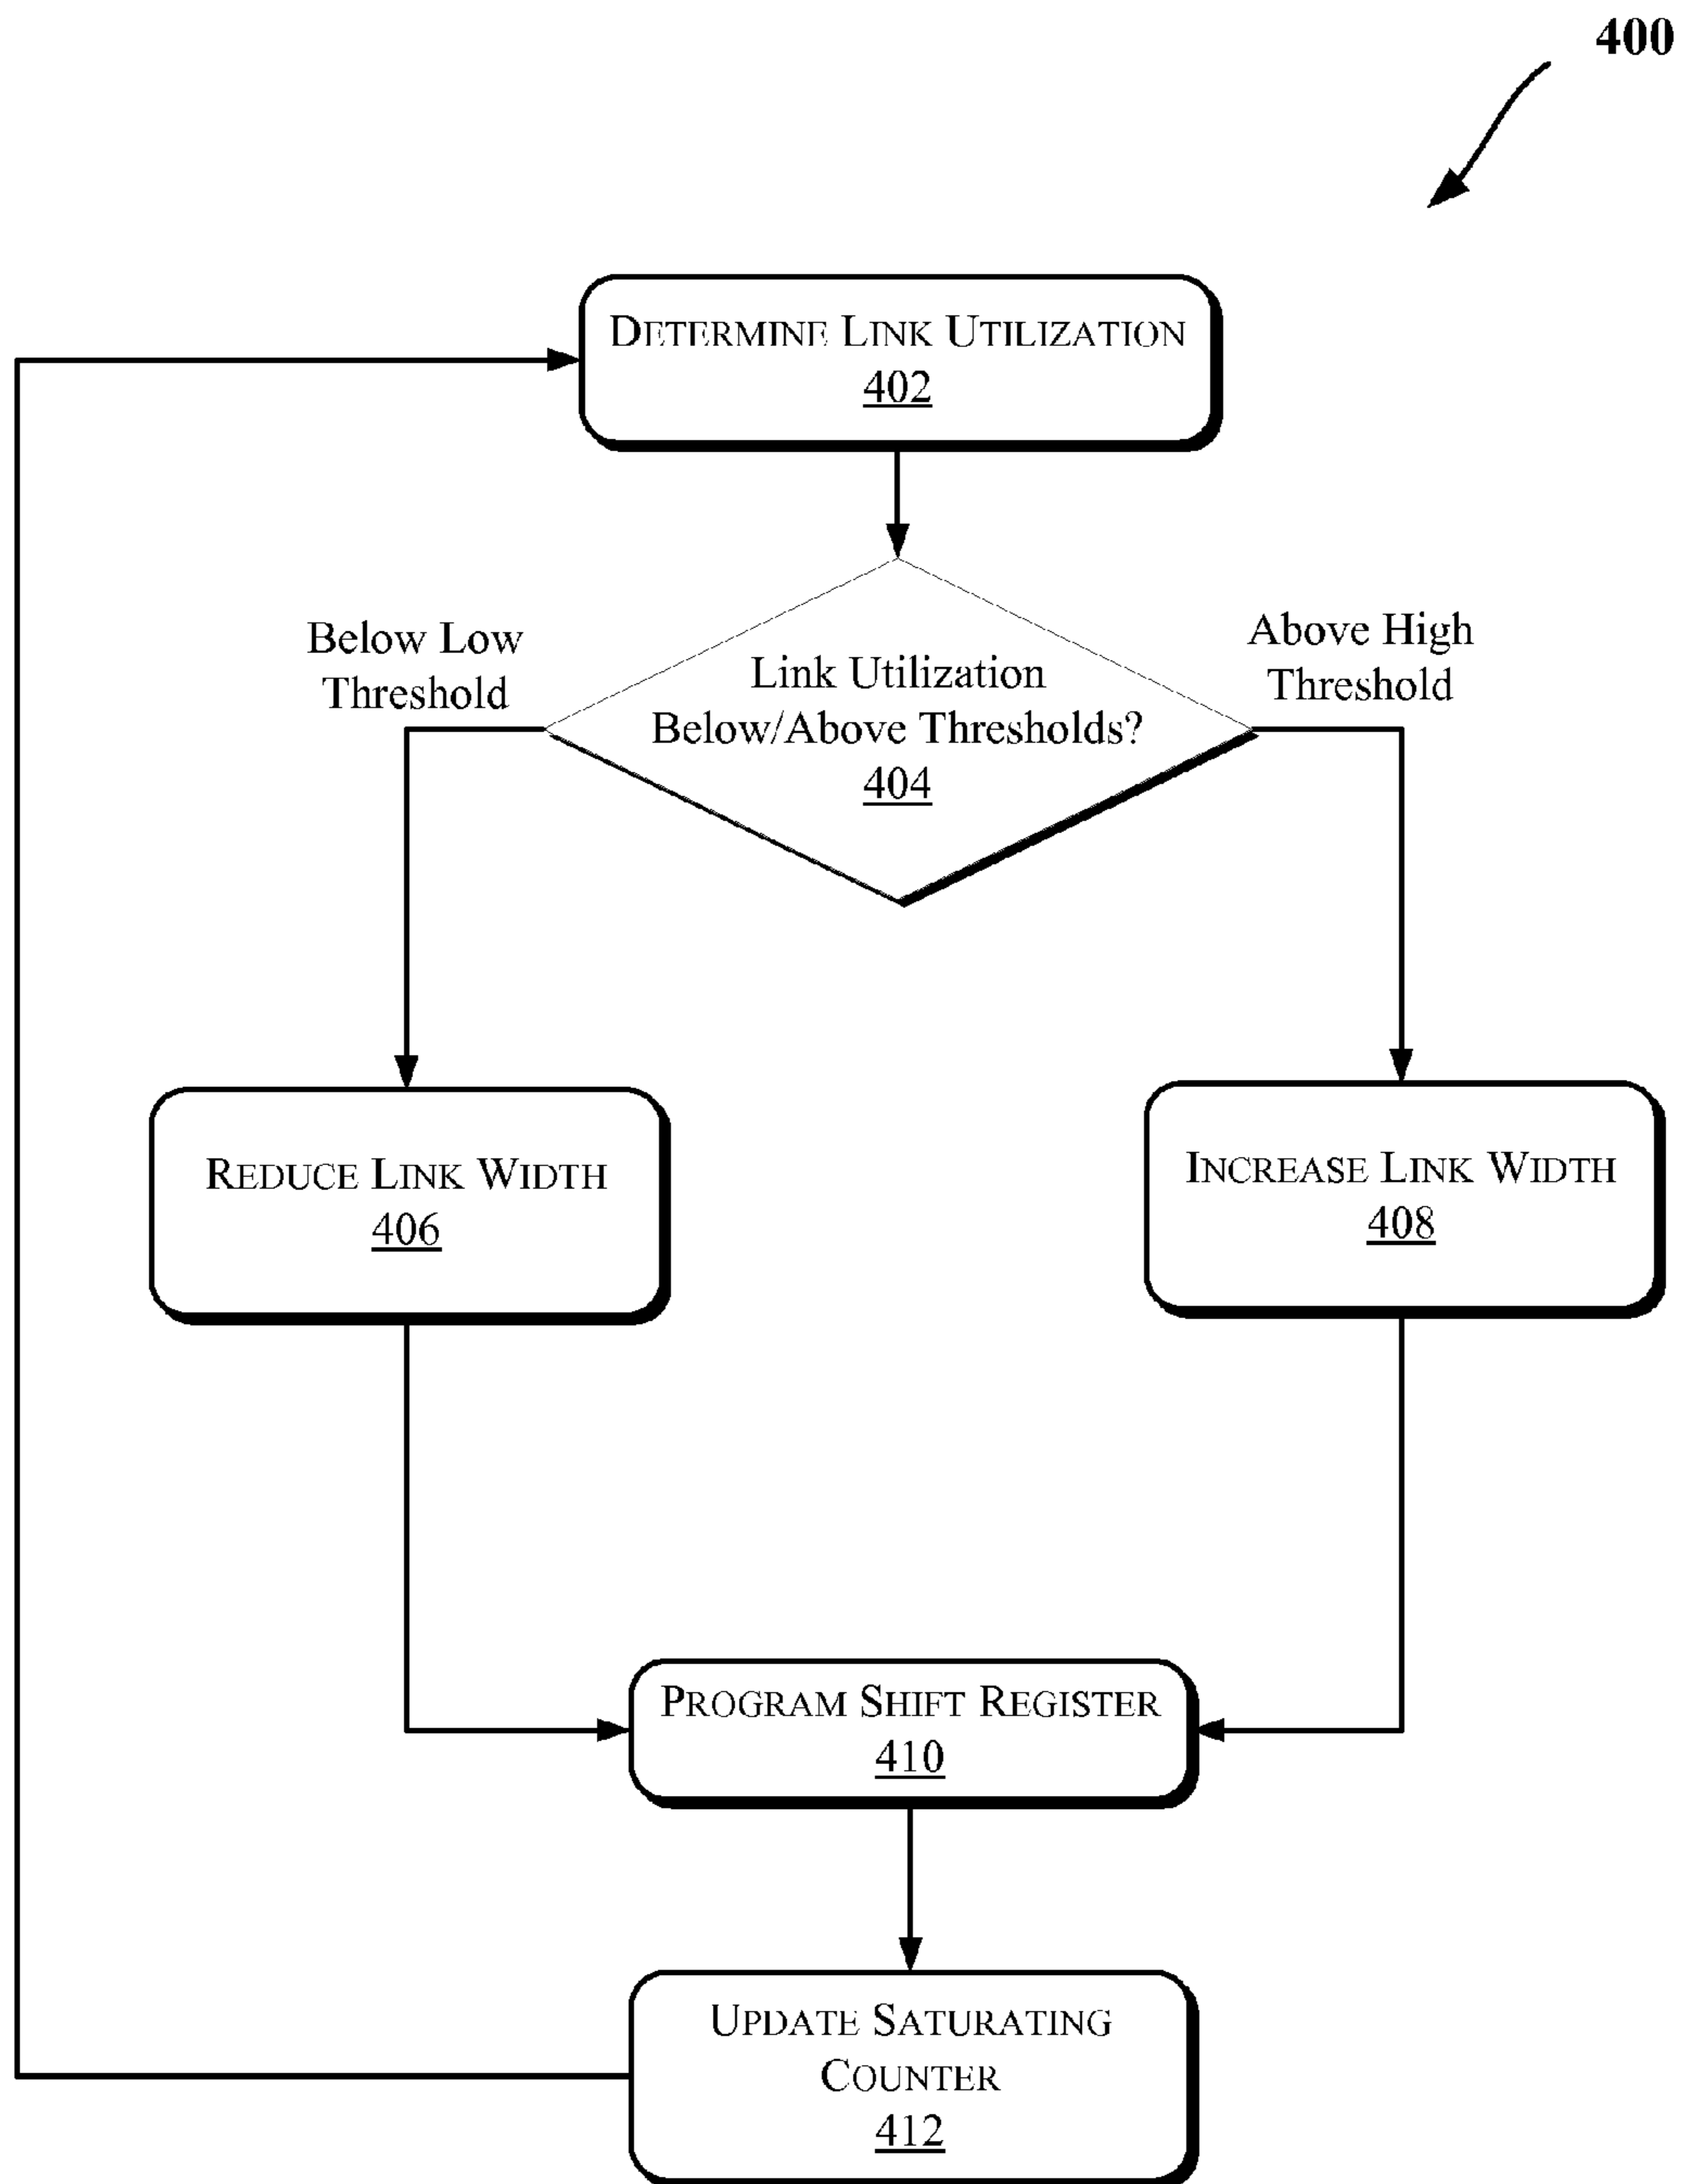 400
DETERMINE LINK UTILIZATION
402
Below Low
Threshold
Above High
Threshold
Link Utilization
Below/Above Thresholds?
404
REDUCE LINK WIDTH
406
INCREASE LINK WIDTH
408
PROGRAM SHIFT REGISTER
410
UPDATE SATURATING
COUNTER
412